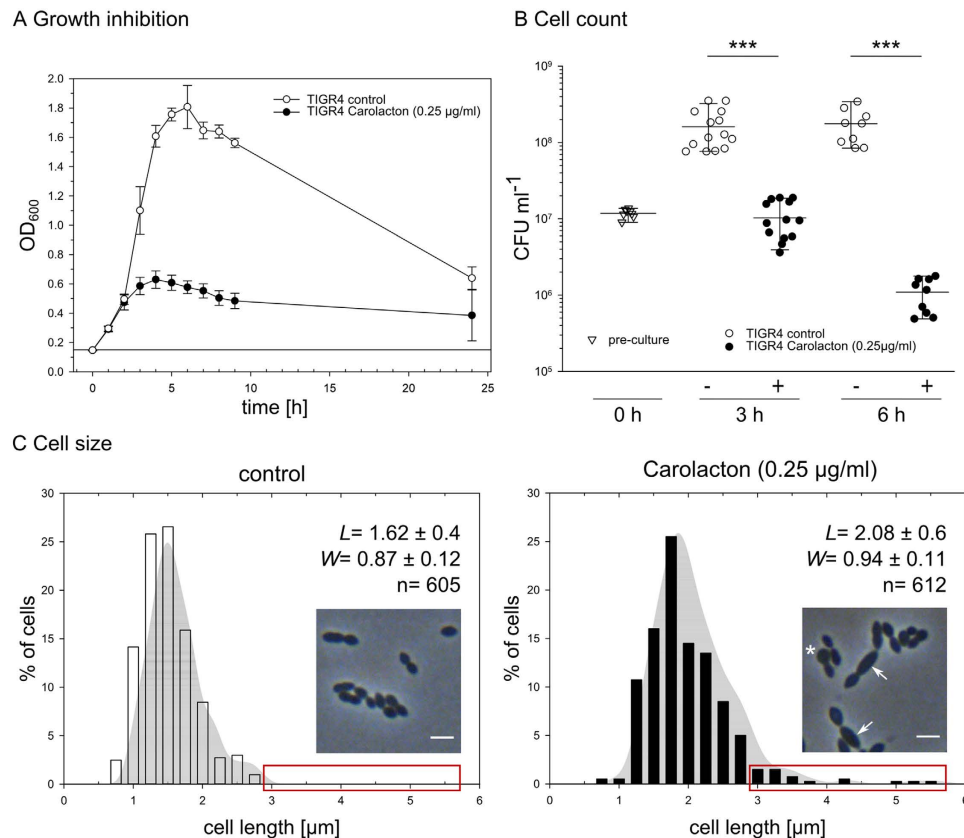 A Growth inhibition
2.0
1.8
1.6
1.4
1.2
1.0
0.8
0.6
0.4
0.2
0.0
OD600
TIGR4 control
TIGR4 Carolacton (0.25 µg/ml)
0 5 10 15 20 25
time [h]
B Cell count
*** ***
10⁹
10⁸
10⁷
10⁶
10⁵
CFU ml⁻¹
pre-culture
TIGR4 control
TIGR4 Carolacton (0.25µg/ml)
- + - +
0 h 3 h 6 h
C Cell size
control
30
25
20
15
10
5
0
% of cells
L= 1.62 ± 0.4
W= 0.87 ± 0.12
n= 605
0 1 2 3 4 5 6
cell length [µm]
Carolacton (0.25 µg/ml)
30
25
20
15
10
5
0
% of cells
L= 2.08 ± 0.6
W= 0.94 ± 0.11
n= 612
*
0 1 2 3 4 5 6
cell length [µm]